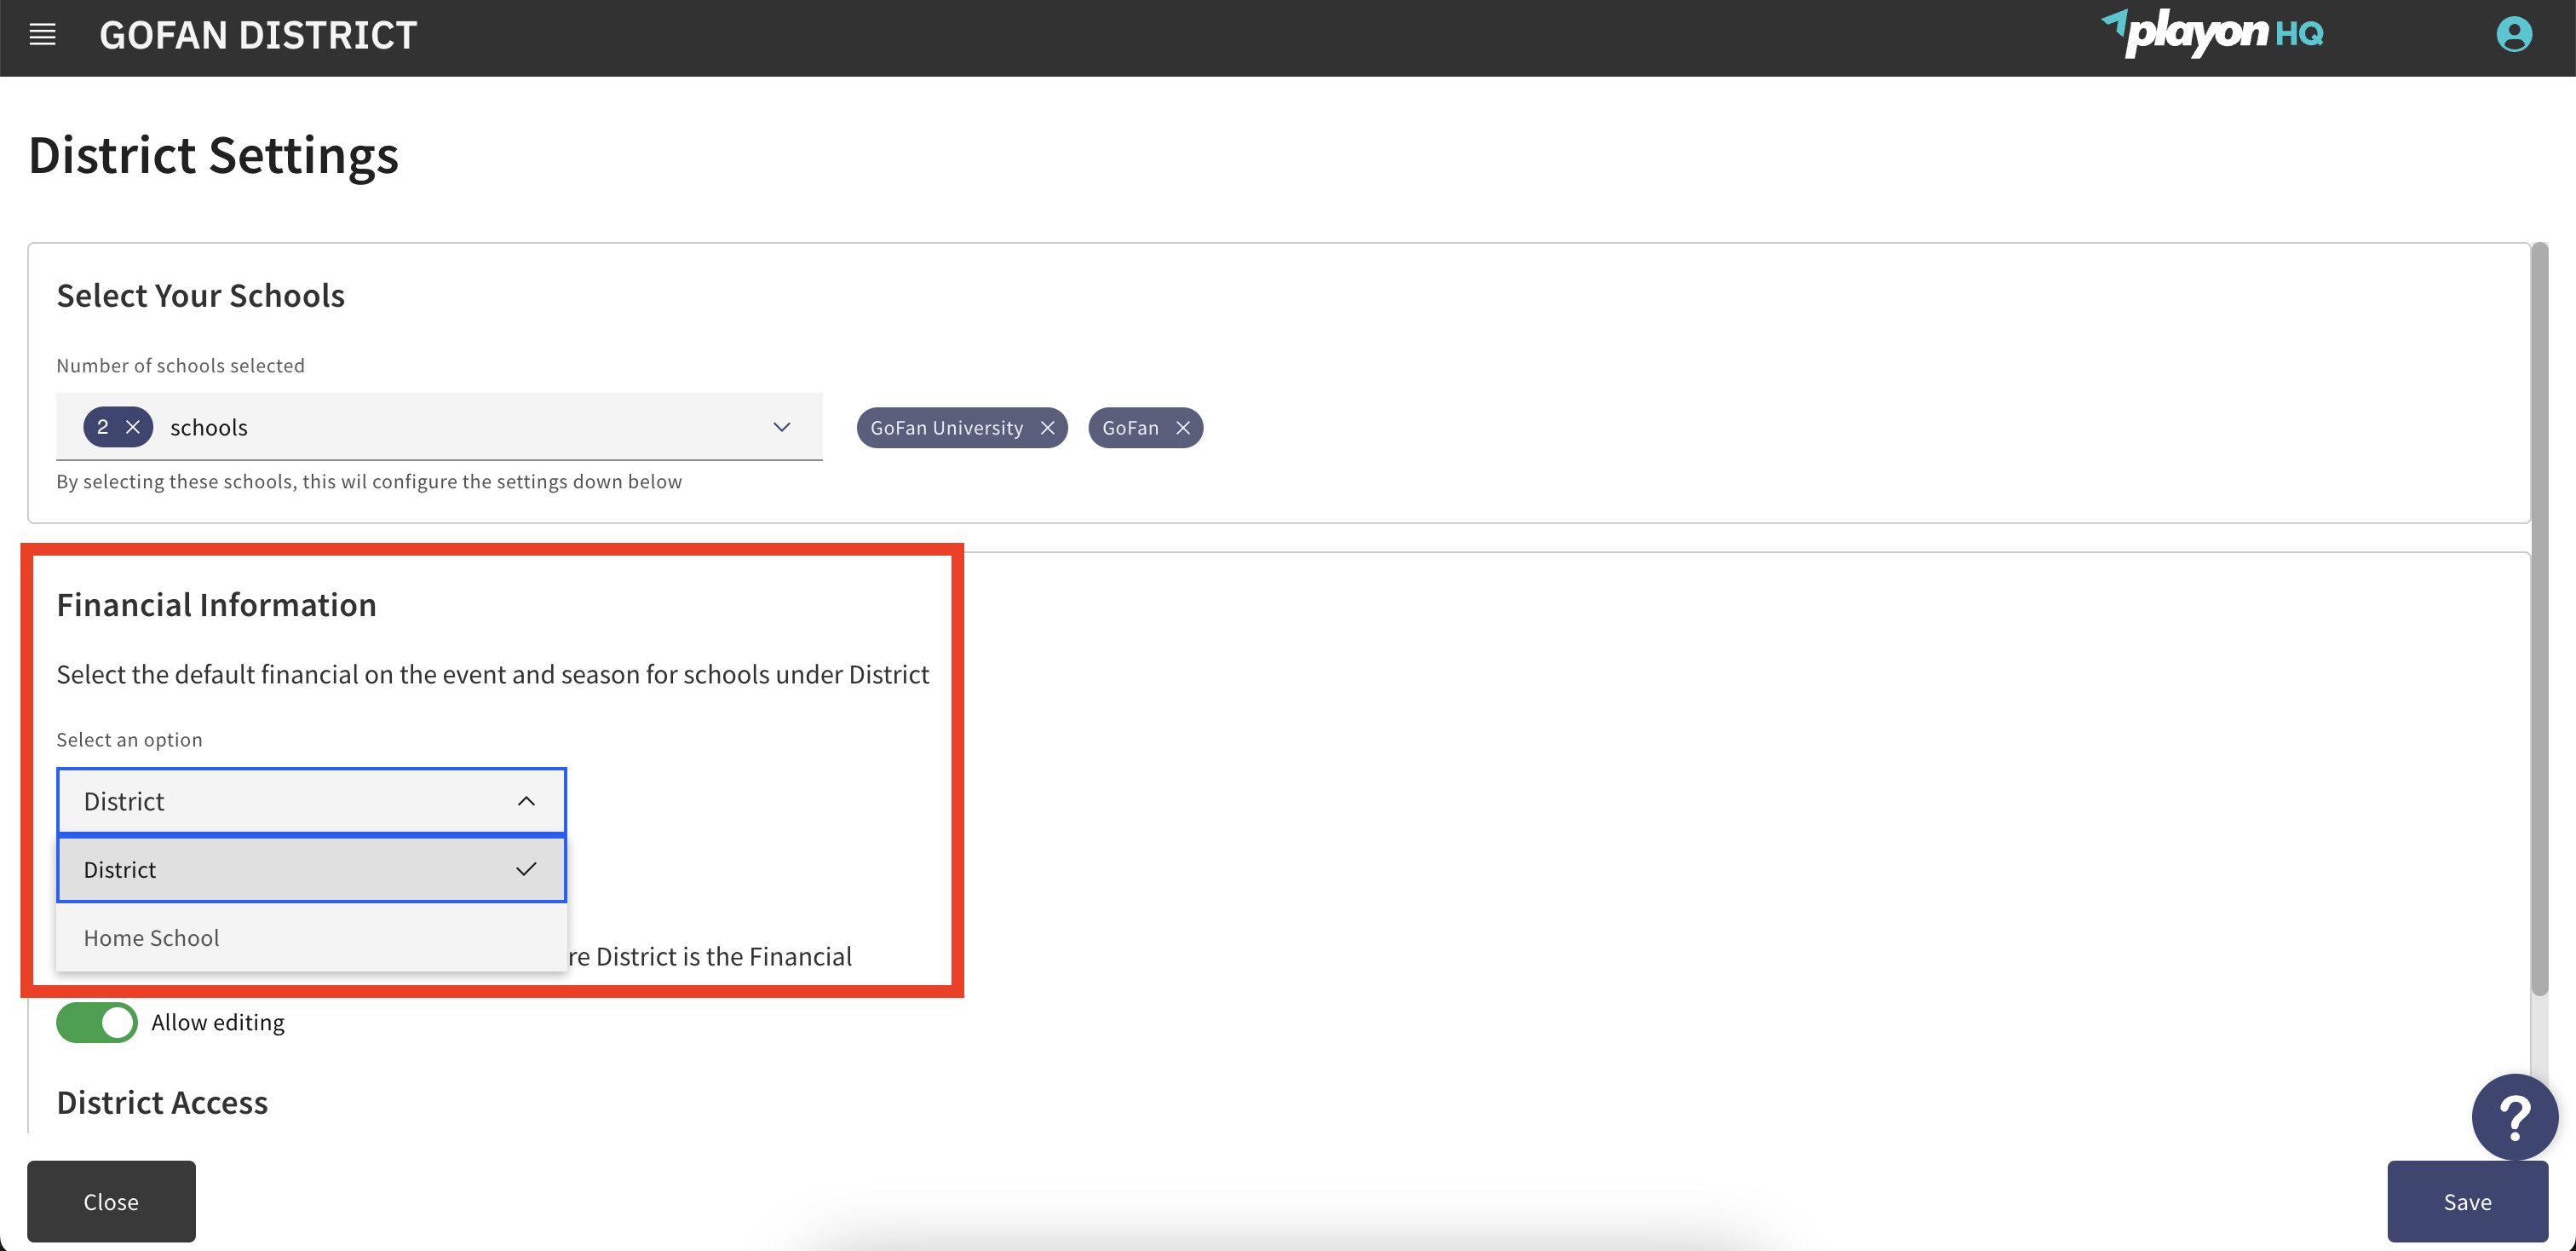 GOFAN DISTRICT
playon HQ
District Settings
Select Your Schools
Number of schools selected
2 schools
GoFan University
GoFan
By selecting these schools, this wil configure the settings down below
Financial Information
Select the default financial on the event and season for schools under District
Select an option
District
District
Home School
re District is the Financial
Allow editing
District Access
?
Close
Save